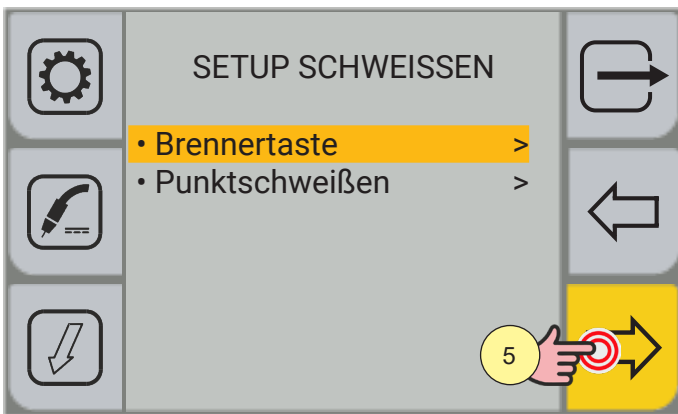 SETUP SCHWEISSEN
• Brennertaste >
• Punktschweißen >
5